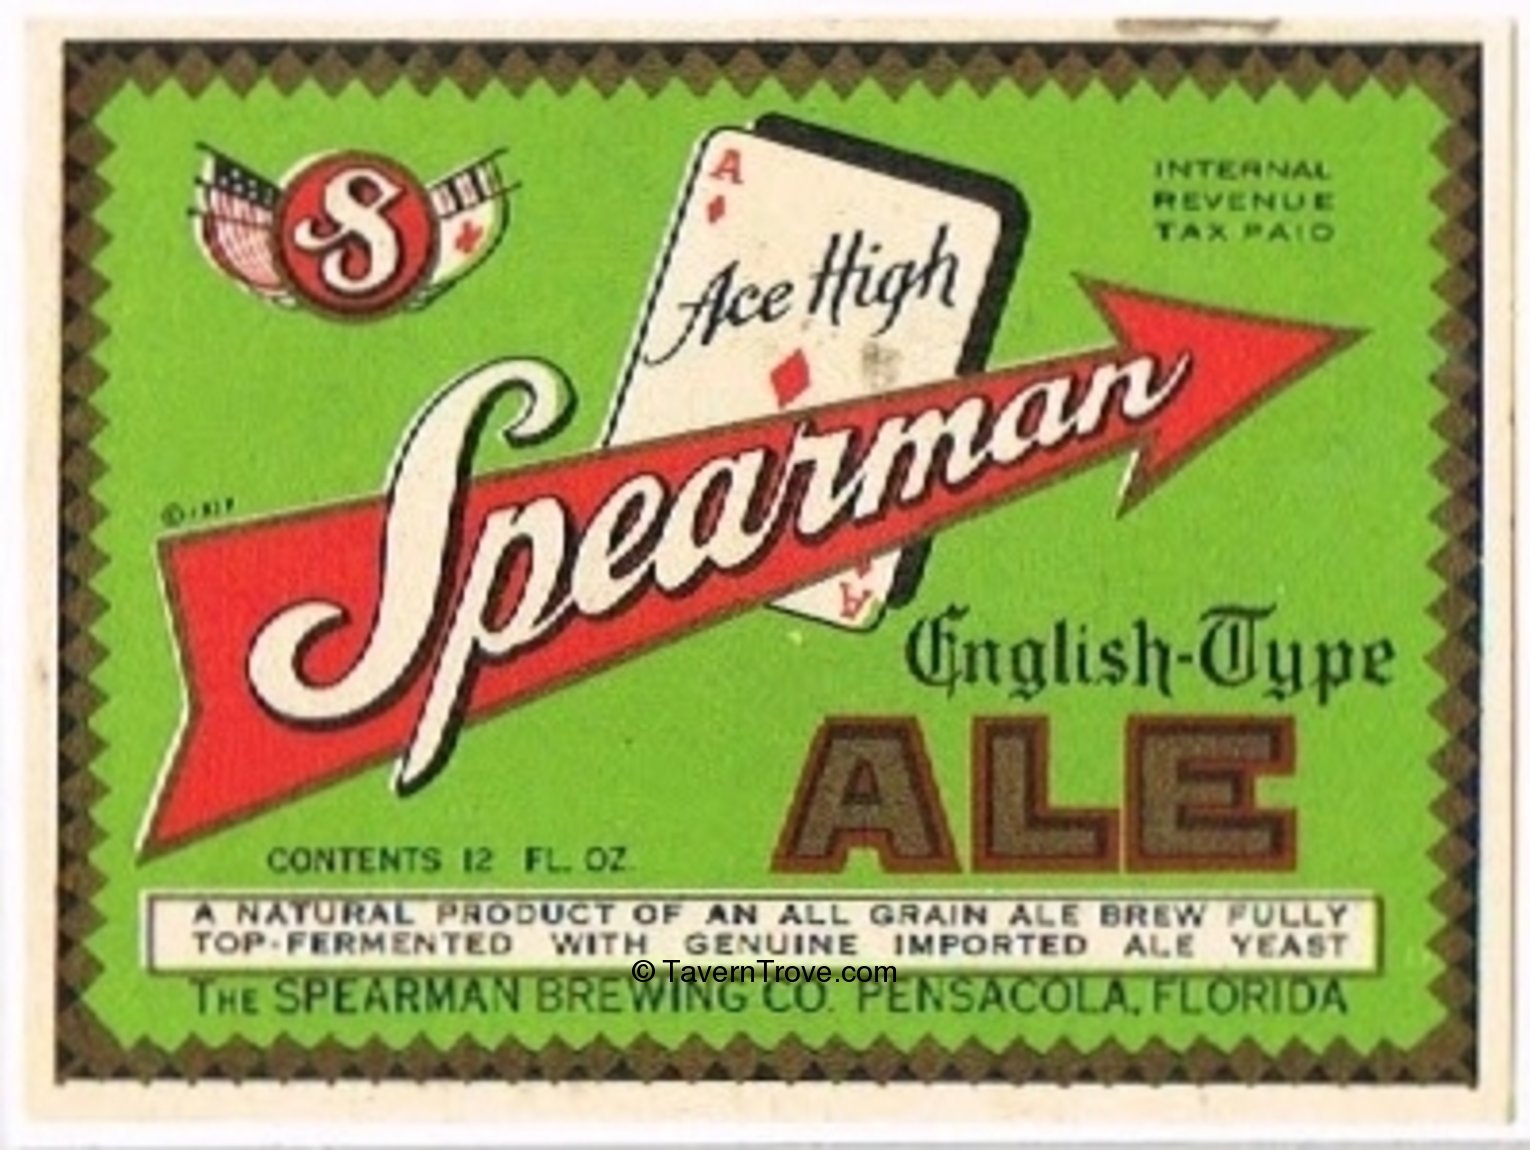 S
A
Ace High
INTERNAL
REVENUE
TAX PAID
Spearman
A
English-Type
ALE
CONTENTS 12 FL. OZ.
A NATURAL PRODUCT OF AN ALL GRAIN ALE BREW FULLY
TOP-FERMENTED WITH GENUINE IMPORTED ALE YEAST
© TavernTrove.com
THE SPEARMAN BREWING CO. PENSACOLA, FLORIDA